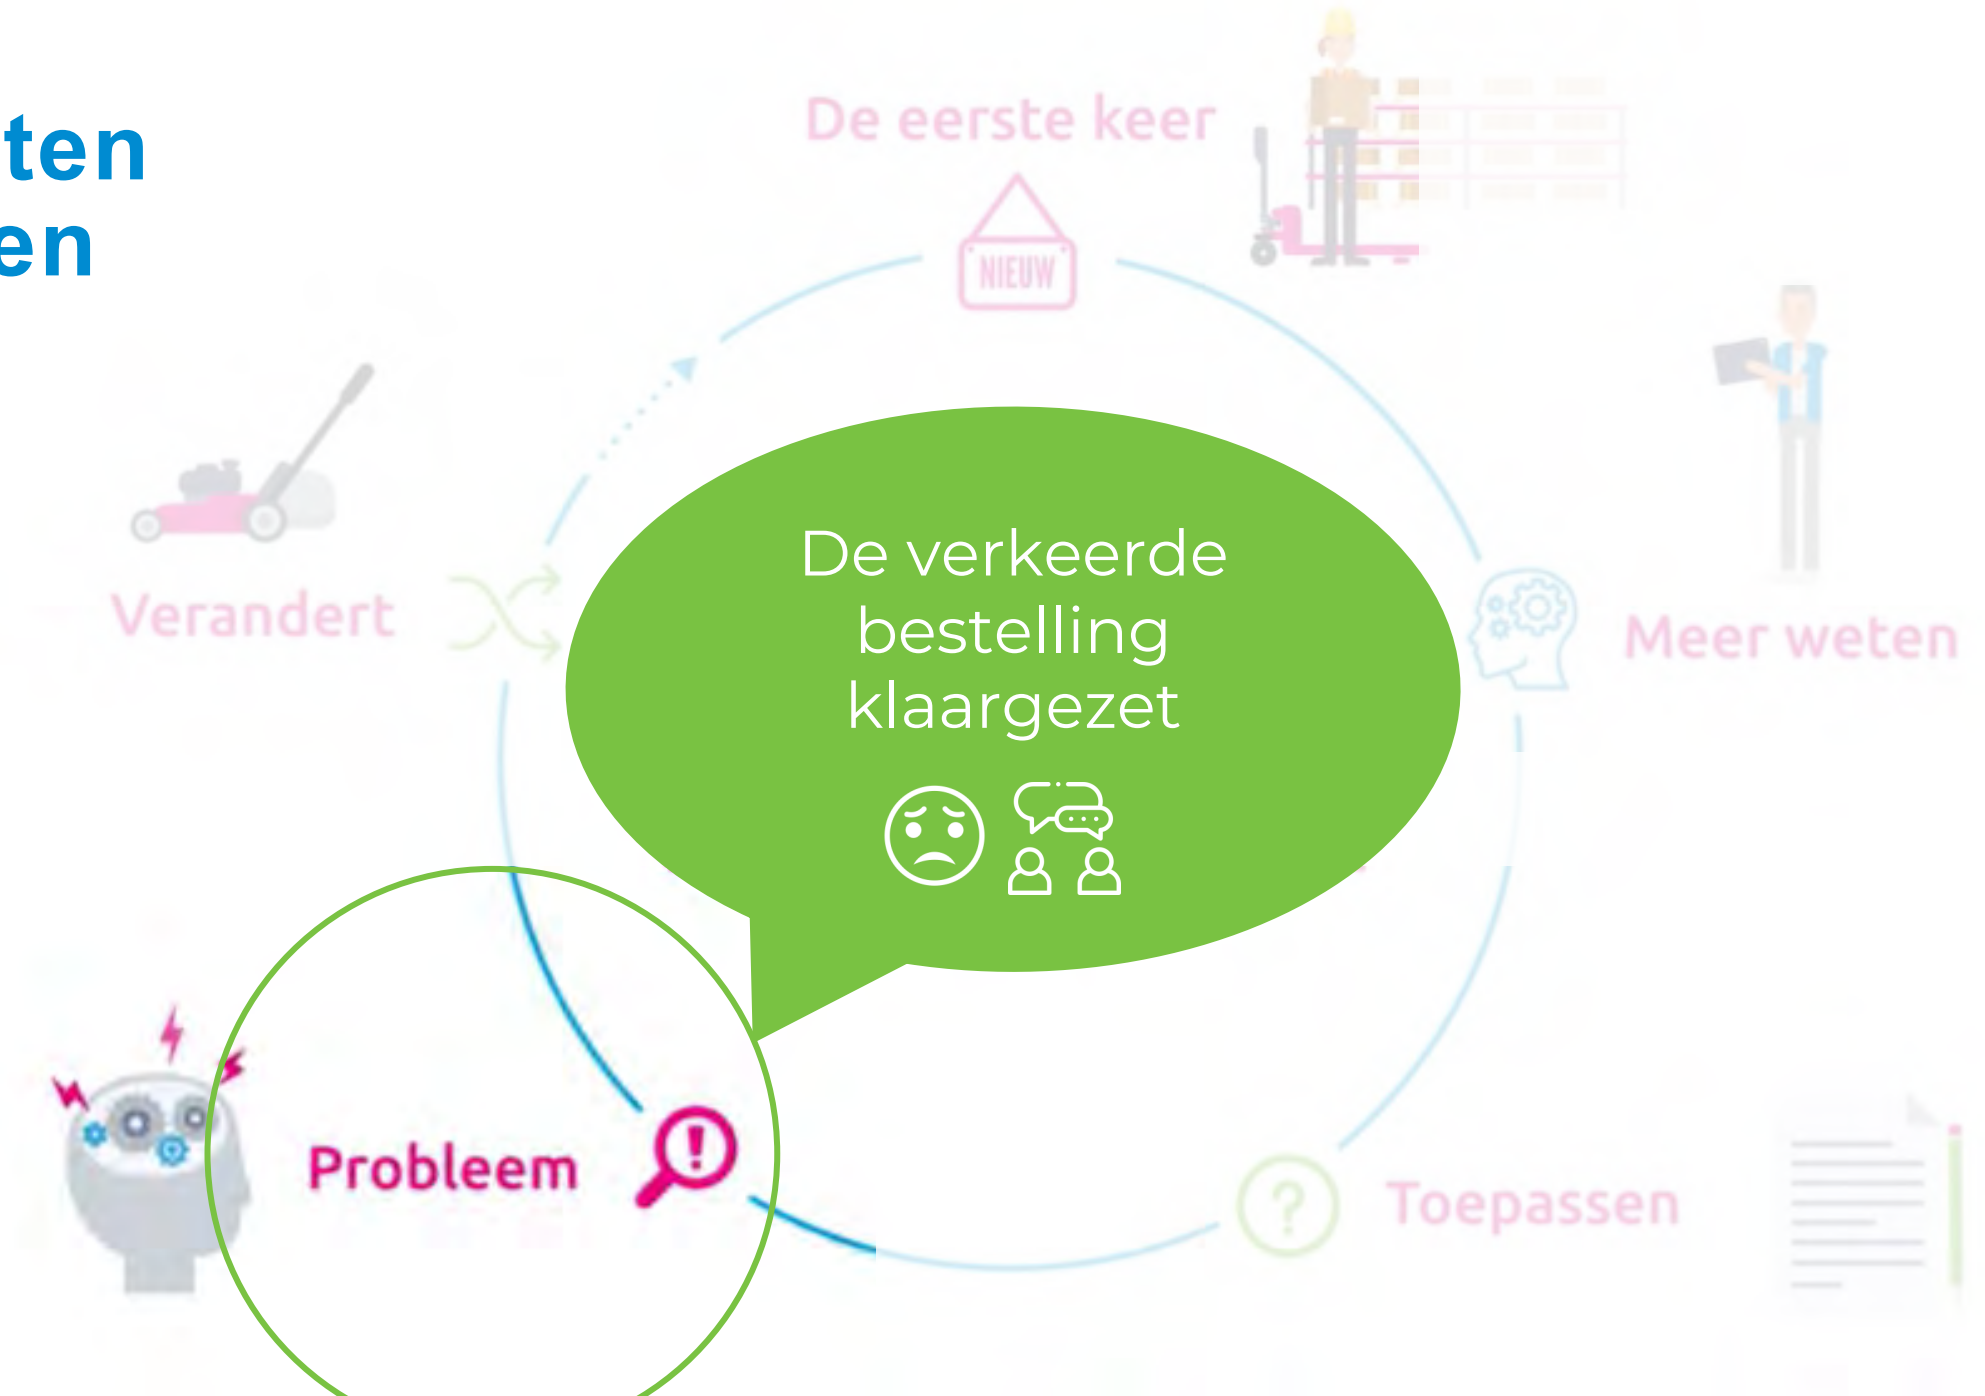 ten
en
De eerste keer
NIEUW
Verandert
De verkeerde
bestelling
klaargezet
Meer weten
Probleem
!
?
Toepassen